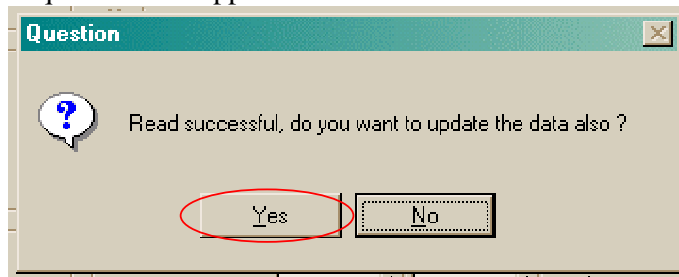 Question
Read successful, do you want to update the data also ?
Yes No